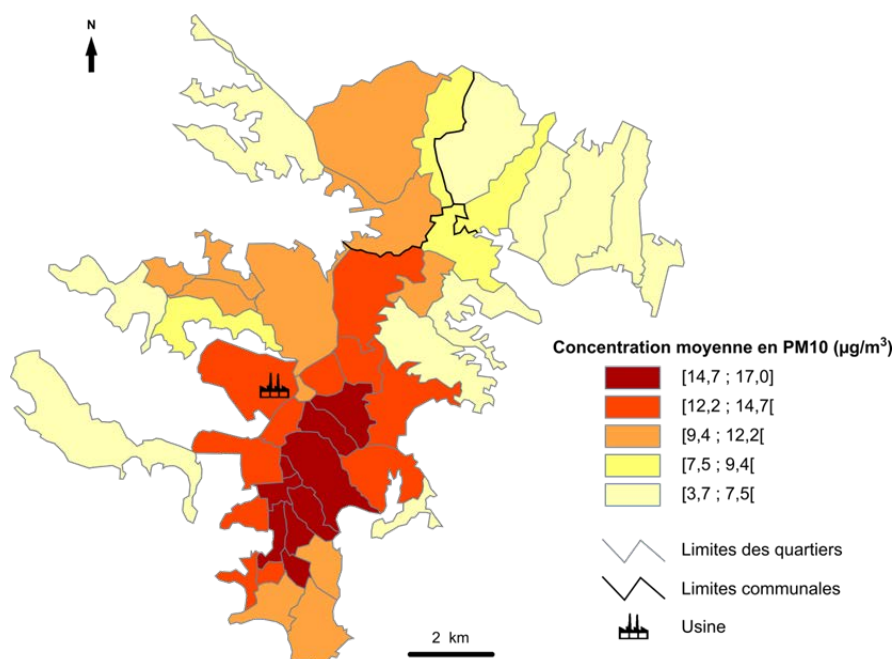 N
Concentration moyenne en PM10 (µg/m³)
[14,7 ; 17,0]
[12,2 ; 14,7[
[9,4 ; 12,2[
[7,5 ; 9,4[
[3,7 ; 7,5[
Limites des quartiers
Limites communales
Usine
2 km